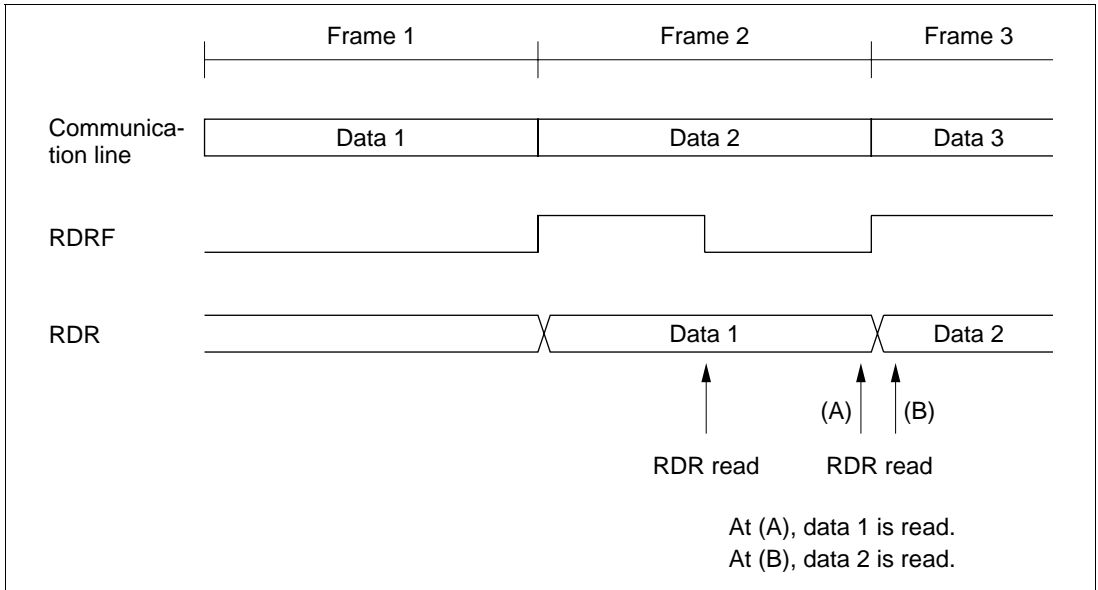 Frame 1 Frame 2 Frame 3
Communica-
tion line
Data 1 Data 2 Data 3
RDRF
RDR
Data 1 Data 2
(A) (B)
RDR read RDR read
At (A), data 1 is read.
At (B), data 2 is read.